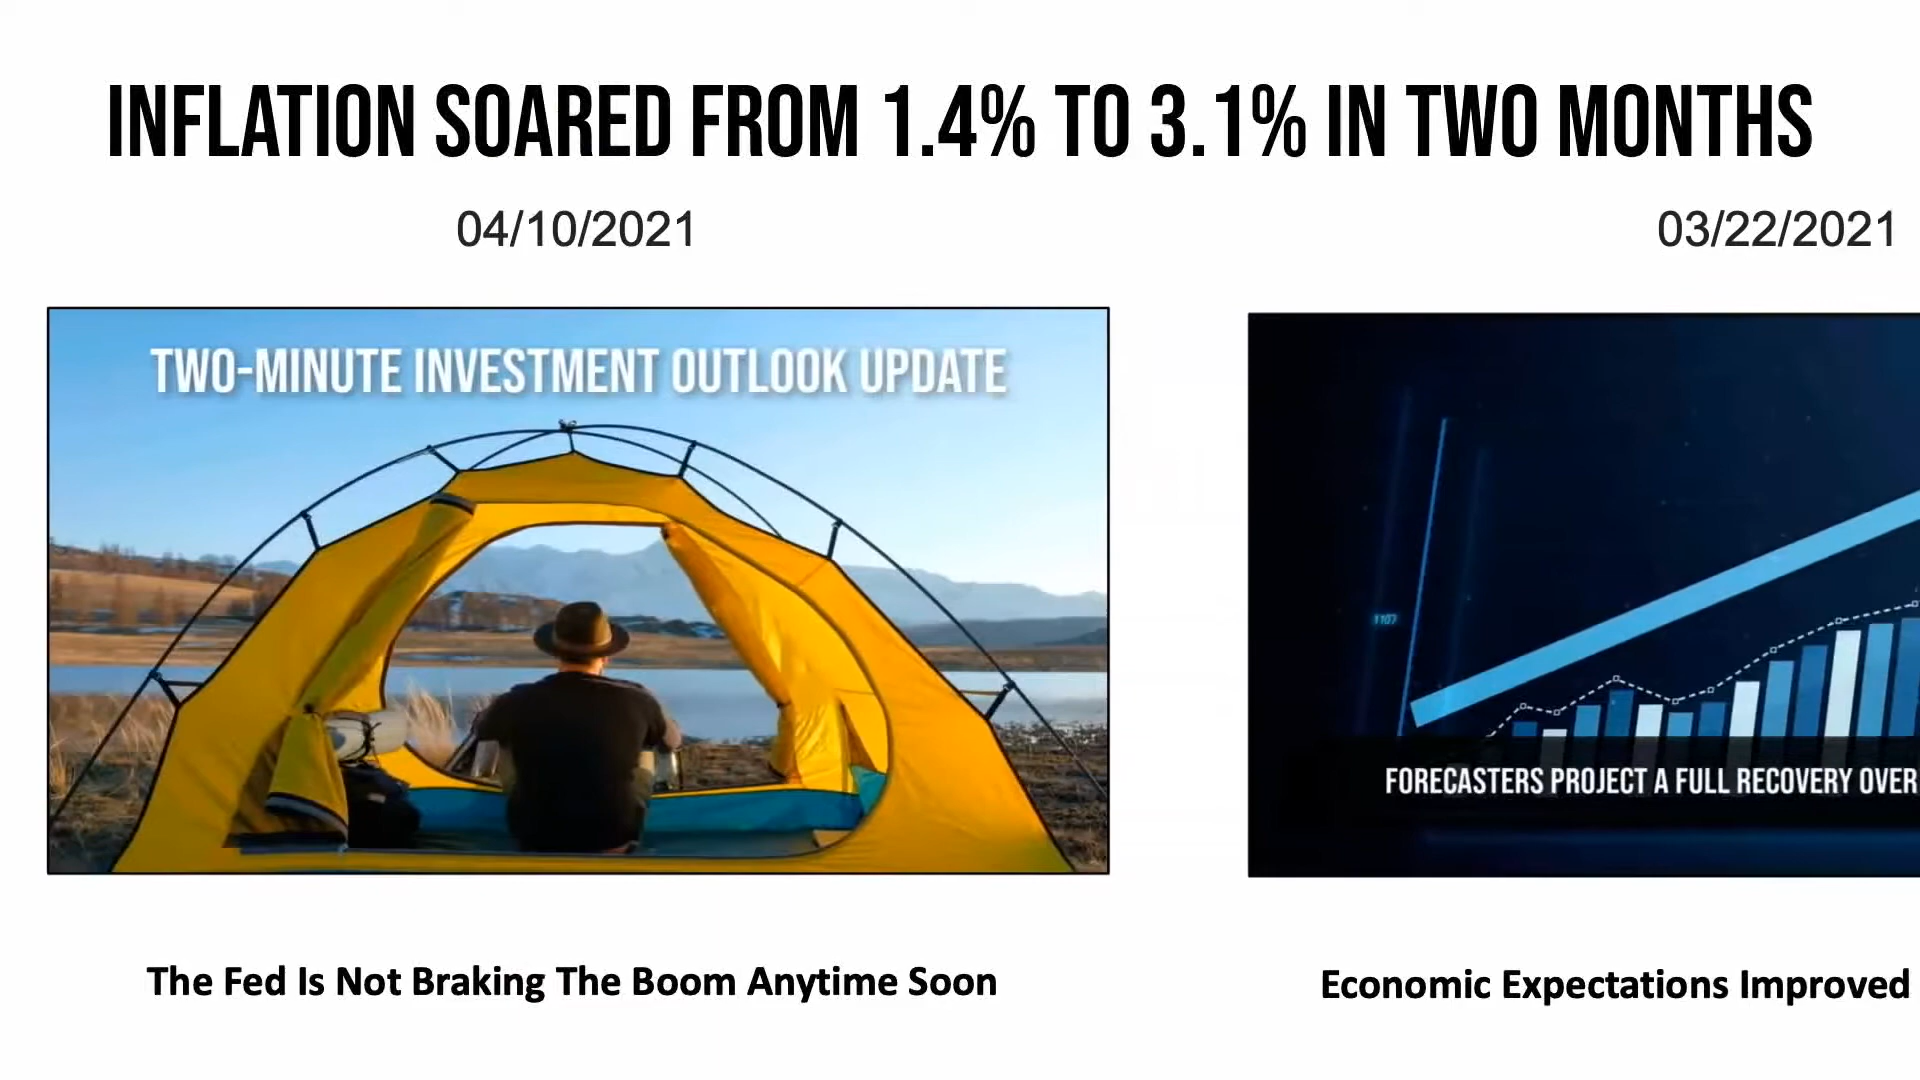 INFLATION SOARED FROM 1.4% TO 3.1% IN TWO MONTHS
04/10/2021
03/22/2021
TWO-MINUTE INVESTMENT OUTLOOK UPDATE
1107
FORECASTERS PROJECT A FULL RECOVERY OVER
The Fed Is Not Braking The Boom Anytime Soon
Economic Expectations Improved